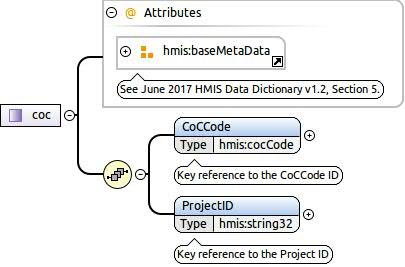 @ Attributes
hmis:baseMetaData
See June 2017 HMIS Data Dictionary v1.2, Section 5.
coc
CoCCode
Type hmis:cocCode
Key reference to the CoCCode ID
ProjectID
Type hmis:string32
Key reference to the Project ID